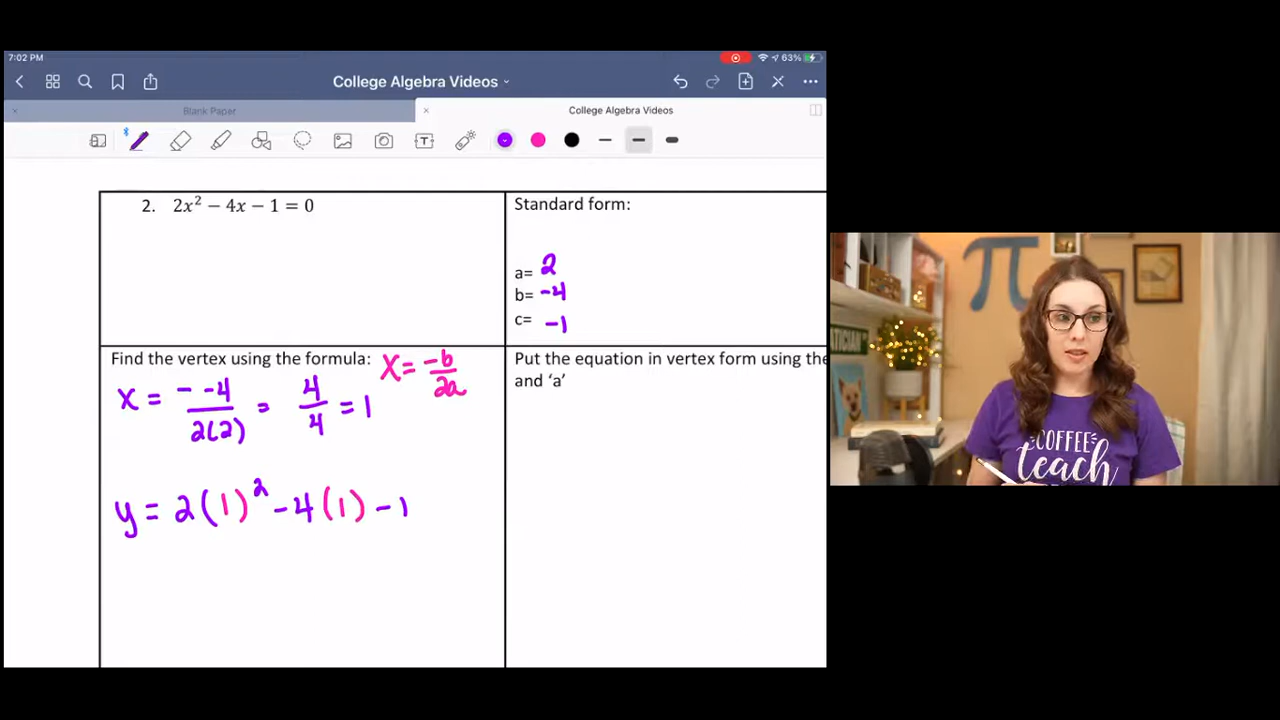 7:02 PM
63%
College Algebra Videos
Blank Paper
College Algebra Videos
T
2. 2x² − 4x − 1 = 0
Standard form:
a= 2
b= -4
c= -1
Find the vertex using the formula: x = -b/2a
x = - -4/2(2) = 4/4 = 1
y = 2(1)² - 4(1) - 1
Put the equation in vertex form using the
and ‘a’
COFFEE
teach